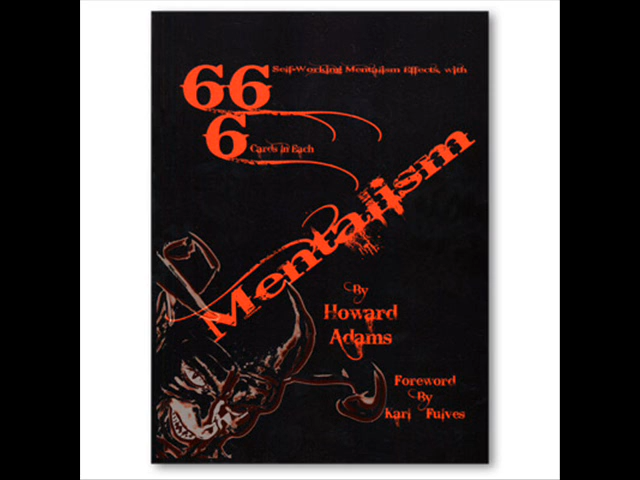 66 Self-Working Mentalism Effects, with
6 Cards in Each
Mentalism
By
Howard
Adams
Foreword
By
Karl Fulves